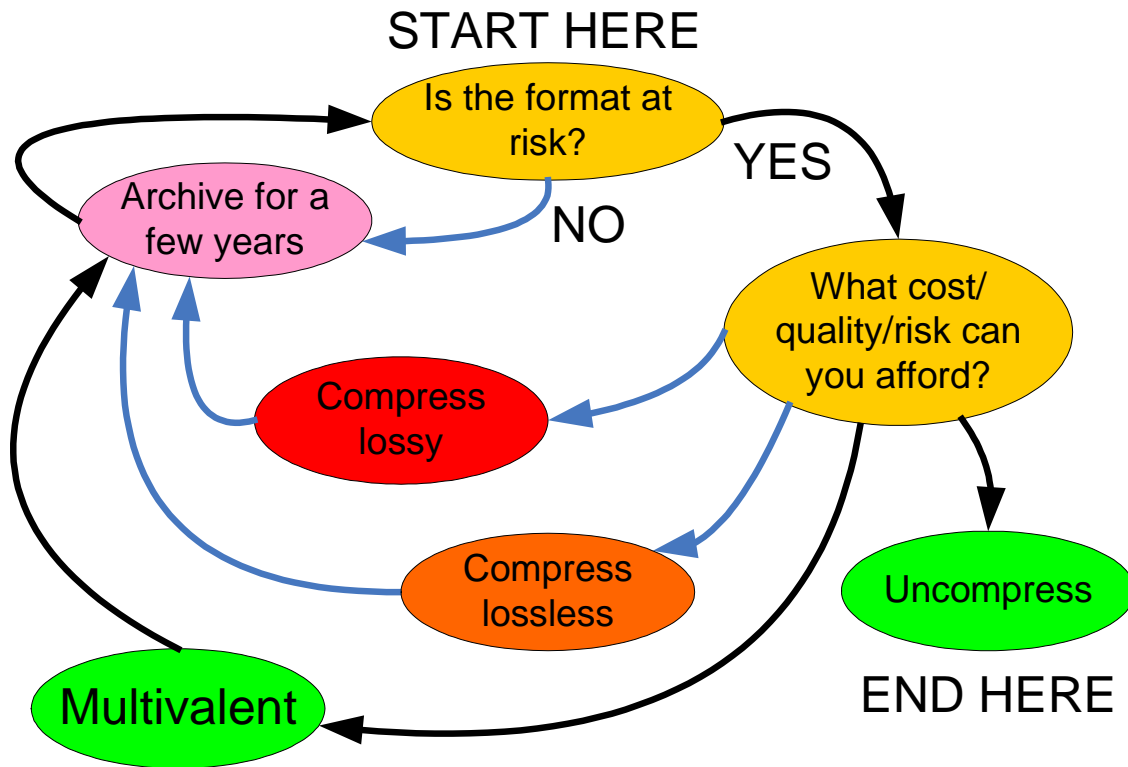 START HERE
Is the format at
risk?
YES
NO
Archive for a
few years
What cost/
quality/risk can
you afford?
Compress
lossy
Compress
lossless
Uncompress
Multivalent
END HERE